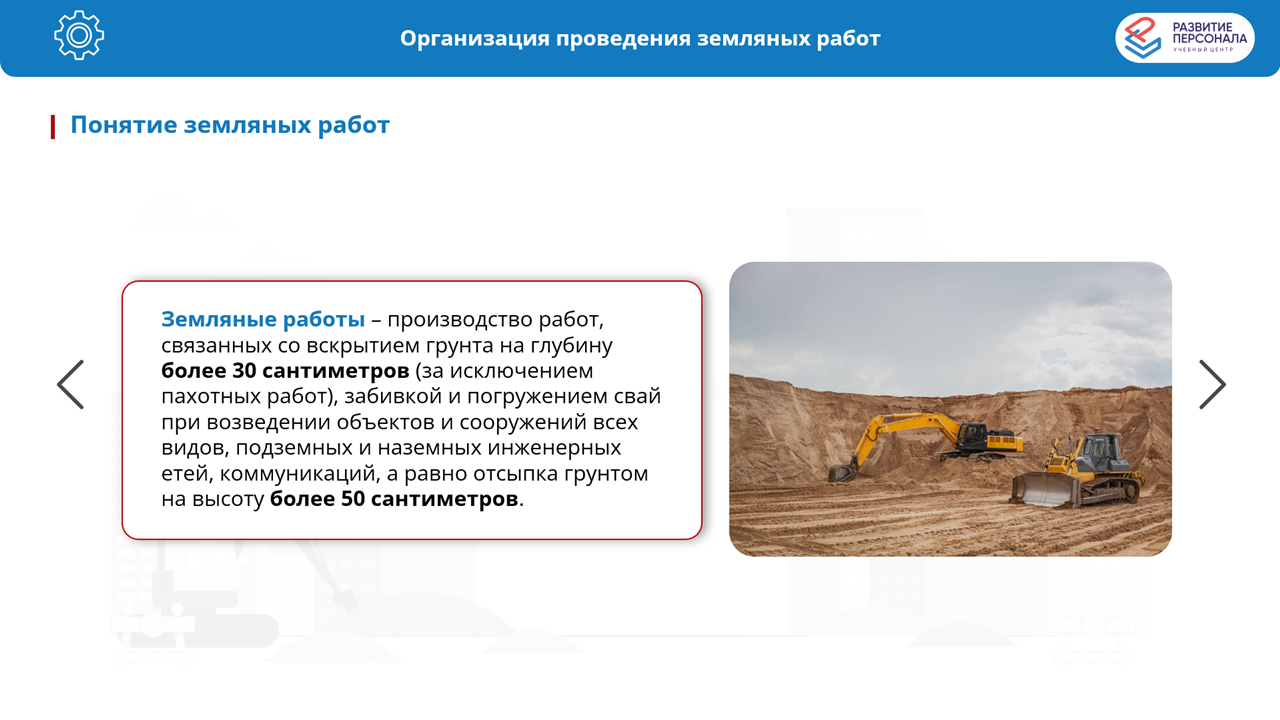 Организация проведения земляных работ
РАЗВИТИЕ
ПЕРСОНАЛА
УЧЕБНЫЙ ЦЕНТР
Понятие земляных работ
Земляные работы – производство работ,
связанных со вскрытием грунта на глубину
более 30 сантиметров (за исключением
пахотных работ), забивкой и погружением свай
при возведении объектов и сооружений всех
видов, подземных и наземных инженерных
етей, коммуникаций, а равно отсыпка грунтом
на высоту более 50 сантиметров.